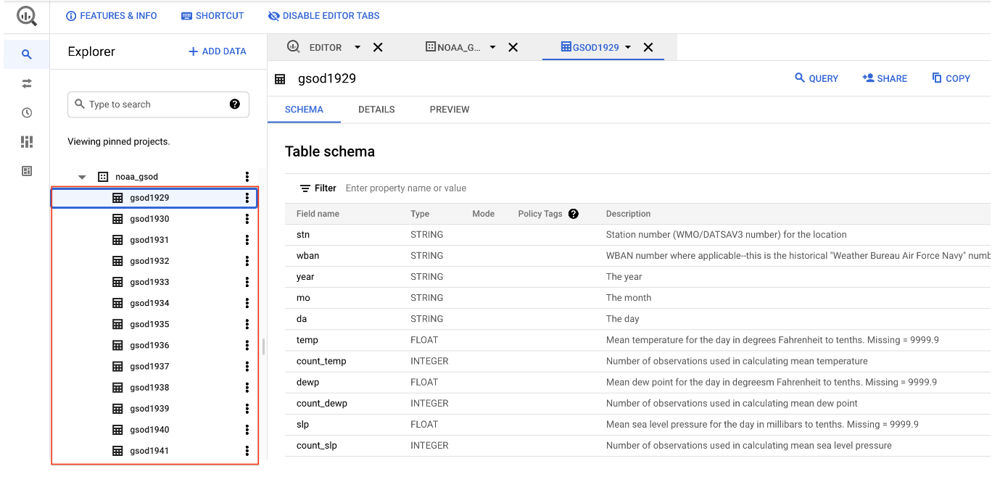 FEATURES & INFO SHORTCUT DISABLE EDITOR TABS
Explorer
ADD DATA
Type to search
Viewing pinned projects.
noaa_gsod
gsod1929
gsod1930
gsod1931
gsod1932
gsod1933
gsod1934
gsod1935
gsod1936
gsod1937
gsod1938
gsod1939
gsod1940
gsod1941
EDITOR NOAA_G... GSOD1929
gsod1929
QUERY SHARE COPY
SCHEMA DETAILS PREVIEW
Table schema
Filter Enter property name or value
Field name Type Mode Policy Tags Description
stn STRING Station number (WMO/DATSAV3 number) for the location
wban STRING WBAN number where applicable--this is the historical "Weather Bureau Air Force Navy" numb
year STRING The year
mo STRING The month
da STRING The day
temp FLOAT Mean temperature for the day in degrees Fahrenheit to tenths. Missing = 9999.9
count_temp INTEGER Number of observations used in calculating mean temperature
dewp FLOAT Mean dew point for the day in degreesm Fahrenheit to tenths. Missing = 9999.9
count_dewp INTEGER Number of observations used in calculating mean dew point
slp FLOAT Mean sea level pressure for the day in millibars to tenths. Missing = 9999.9
count_slp INTEGER Number of observations used in calculating mean sea level pressure